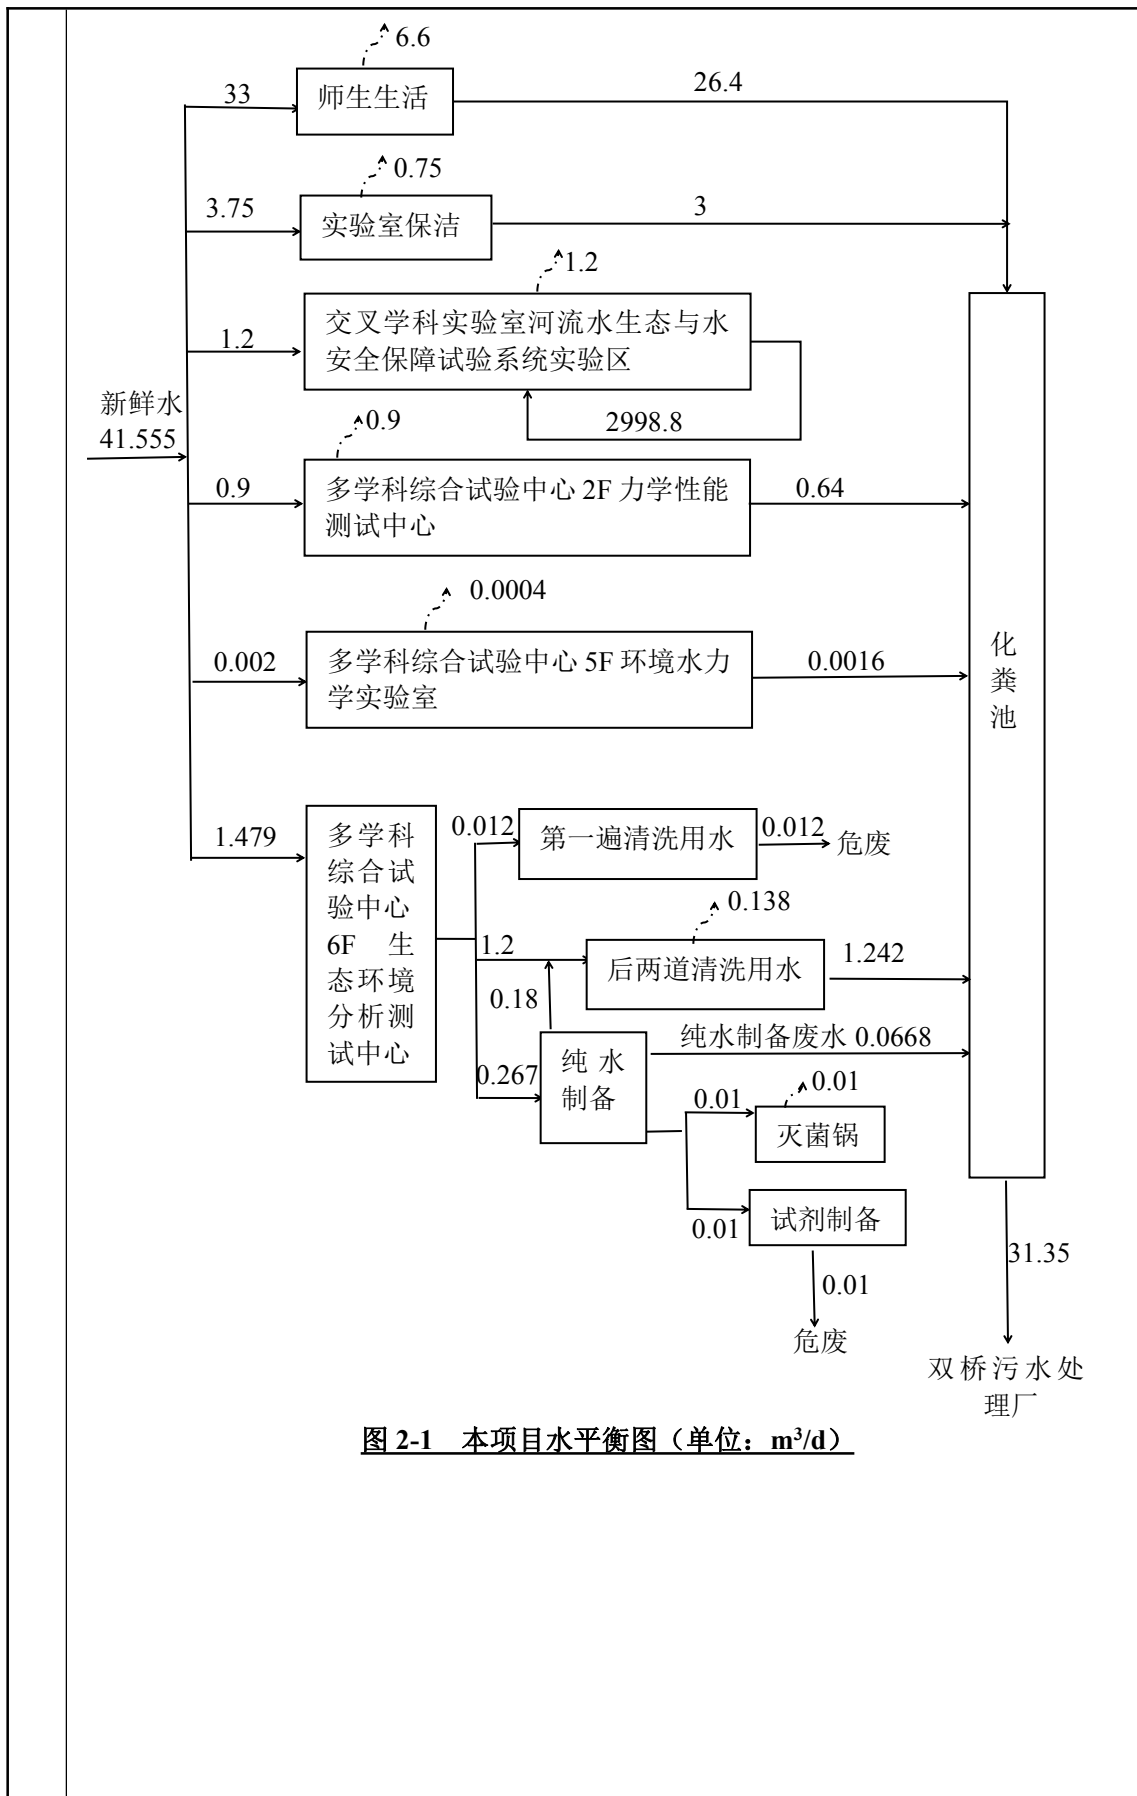 6.6
33
师生生活
26.4
0.75
3.75
实验室保洁
3
1.2
1.2
交叉学科实验室河流水生态与水
安全保障试验系统实验区
2998.8
新鲜水
41.555
0.9
0.9
多学科综合试验中心 2F 力学性能
测试中心
0.64
0.0004
0.002
多学科综合试验中心 5F 环境水力
学实验室
0.0016
化
粪
池
1.479
多学科
综合试
验中心
6F 生
态环境
分析测
试中心
0.012
第一遍清洗用水
0.012
危废
0.138
1.2
后两道清洗用水
1.242
0.18
纯水制备废水 0.0668
0.267
纯 水
制备
0.01
0.01
灭菌锅
0.01
试剂制备
0.01
危废
31.35
双桥污水处
理厂
图 2-1 本项目水平衡图（单位：m³/d）